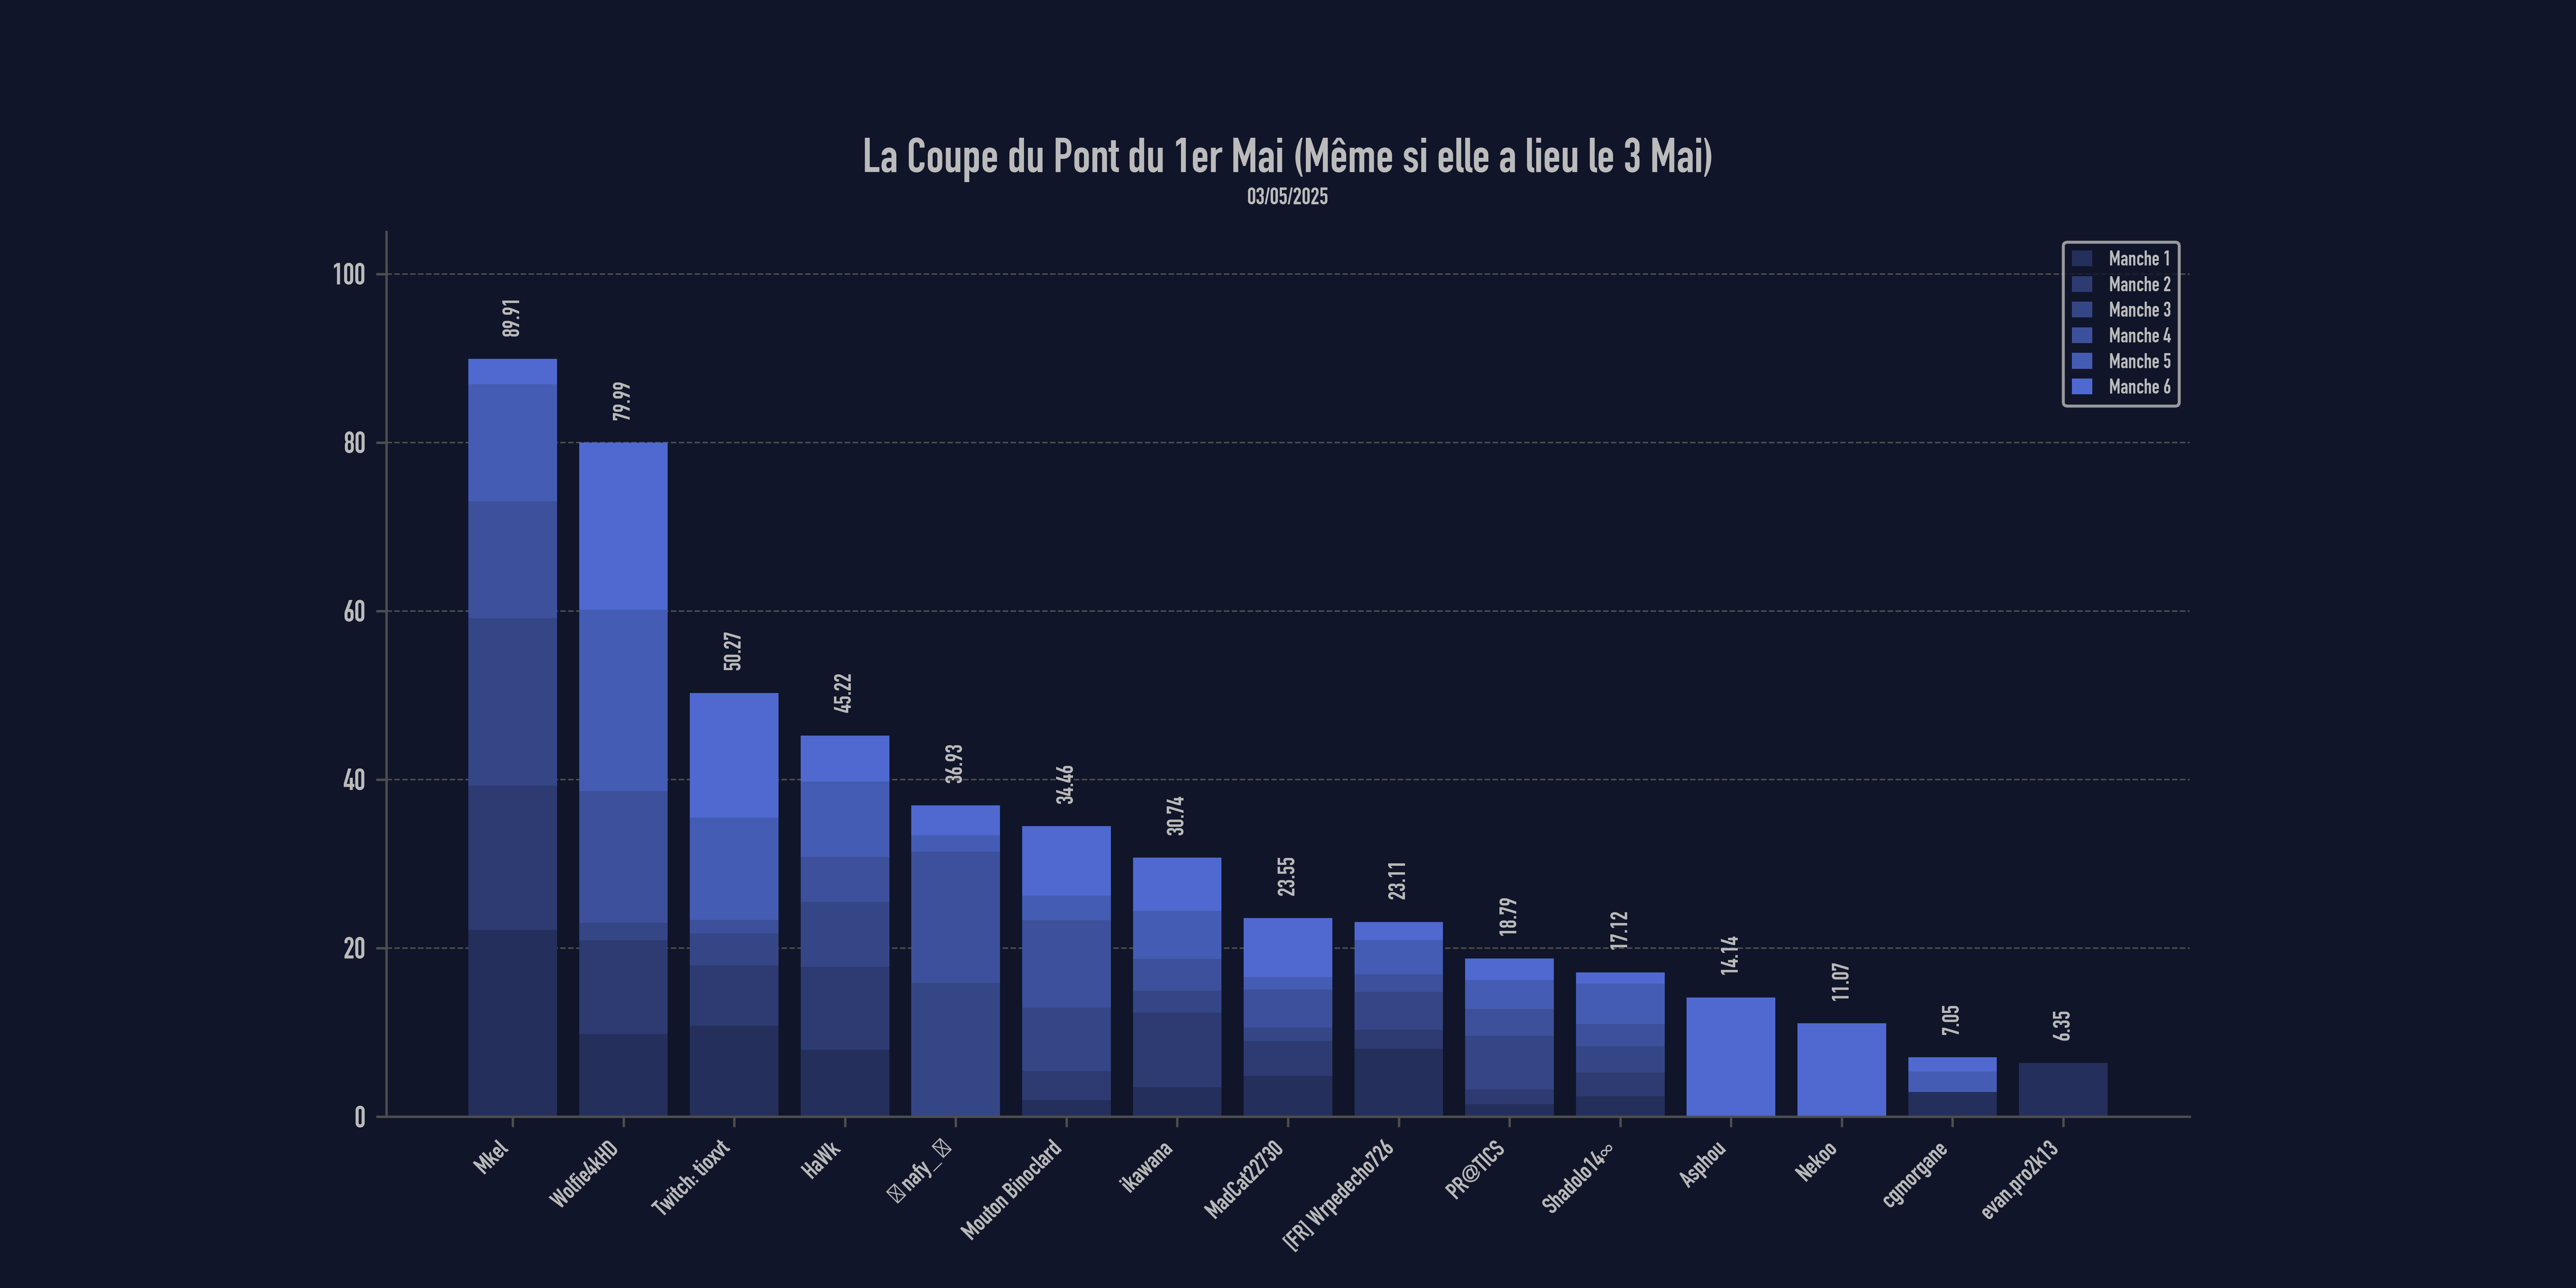 La Coupe du Pont du 1er Mai (Même si elle a lieu le 3 Mai)
03/05/2025
Manche 1
Manche 2
Manche 3
Manche 4
Manche 5
Manche 6
100
80
60
40
20
0
89.91
79.99
50.27
45.22
36.93
34.46
30.74
23.55
23.11
18.79
17.12
14.14
11.07
7.05
6.35
Mkel
Wolfie4kHD
Twitch: tioxvt
HaWk
nafy_
Mouton Binoclard
ikawana
MadCat22730
[FR] Wrpedecho726
PR@TICS
Shadolo14∞
Asphou
Nekoo
cgmorgane
evan.pro2k13